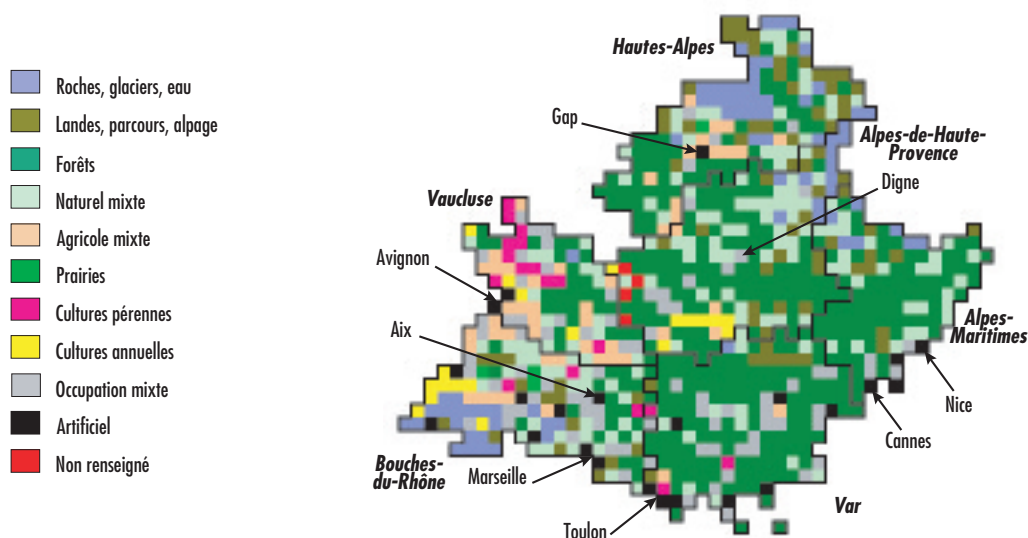 Roches, glaciers, eau
Landes, parcours, alpage
Forêts
Naturel mixte
Agricole mixte
Prairies
Cultures pérennes
Cultures annuelles
Occupation mixte
Artificiel
Non renseigné
Hautes-Alpes
Gap
Alpes-de-Haute-
Provence
Digne
Vaucluse
Avignon
Aix
Alpes-
Maritimes
Nice
Cannes
Bouches-
du-Rhône
Marseille
Var
Toulon